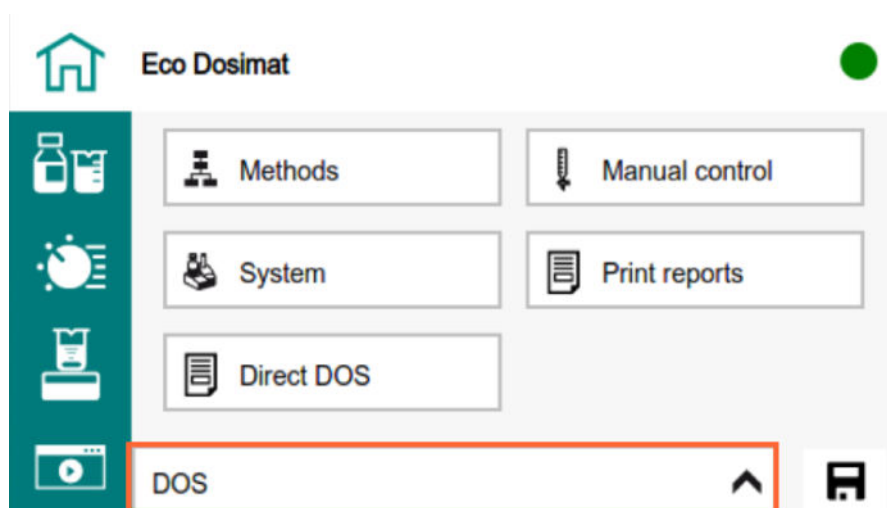 Eco Dosimat
Methods
Manual control
System
Print reports
Direct DOS
DOS